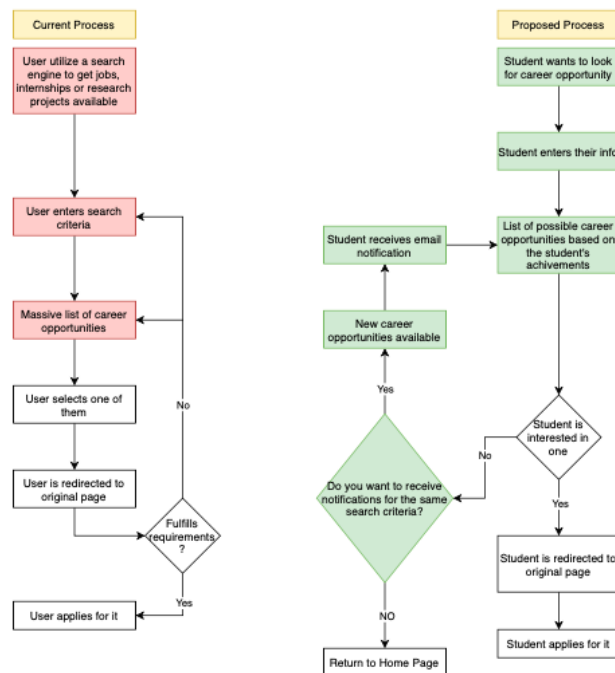 Current Process
User utilize a search
engine to get jobs,
internships or research
projects available
User enters search
criteria
Massive list of career
opportunities
User selects one of
them
User is redirected to
original page
No
Fulfills
requirements
?
Yes
User applies for it
Proposed Process
Student wants to look
for career opportunity
Student enters their info
List of possible career
opportunities based on
the student's
achivements
Student receives email
notification
New career
opportunities available
Yes
Do you want to receive
notifications for the same
search criteria?
No
Student is
interested in
one
Yes
Student is redirected to
original page
Student applies for it
NO
Return to Home Page